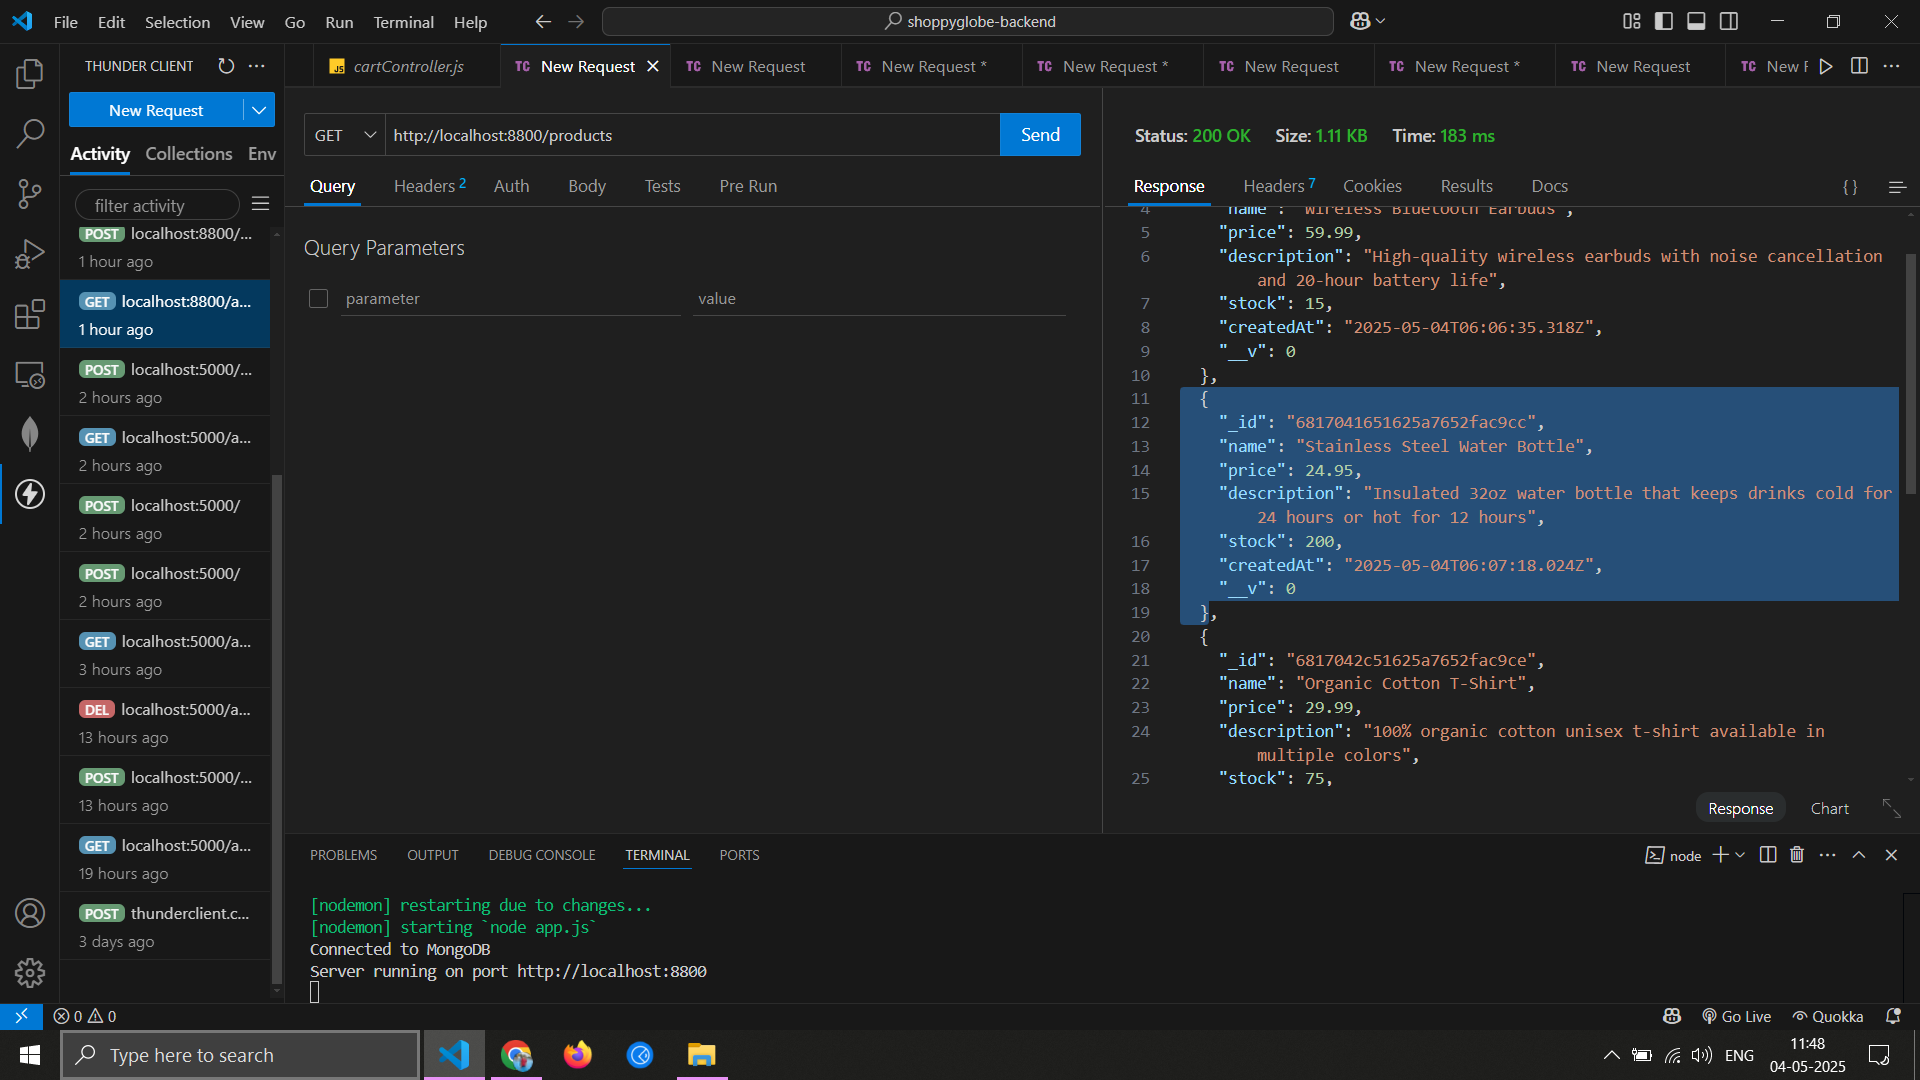 File Edit Selection View Go Run Terminal Help
shoppyglobe-backend
THUNDER CLIENT
JS cartController.js
TC New Request
TC New Request
TC New Request *
TC New Request *
TC New Request
TC New Request *
TC New Request
TC New
New Request
Activity Collections Env
filter activity
POST localhost:8800/...
1 hour ago
GET localhost:8800/a...
1 hour ago
POST localhost:5000/...
2 hours ago
GET localhost:5000/a...
2 hours ago
POST localhost:5000/
2 hours ago
POST localhost:5000/
2 hours ago
GET localhost:5000/a...
3 hours ago
DEL localhost:5000/a...
13 hours ago
POST localhost:5000/...
13 hours ago
GET localhost:5000/a...
19 hours ago
POST thunderclient.c...
3 days ago
GET http://localhost:8800/products Send
Query Headers 2 Auth Body Tests Pre Run
Query Parameters
parameter value
Status: 200 OK Size: 1.11 KB Time: 183 ms
Response Headers 7 Cookies Results Docs {}
4 "name": "Wireless Bluetooth Earbuds",
5 "price": 59.99,
6 "description": "High-quality wireless earbuds with noise cancellation
and 20-hour battery life",
7 "stock": 15,
8 "createdAt": "2025-05-04T06:06:35.318Z",
9 "__v": 0
10 },
11 {
12 "_id": "6817041651625a7652fac9cc",
13 "name": "Stainless Steel Water Bottle",
14 "price": 24.95,
15 "description": "Insulated 32oz water bottle that keeps drinks cold for
24 hours or hot for 12 hours",
16 "stock": 200,
17 "createdAt": "2025-05-04T06:07:18.024Z",
18 "__v": 0
19 },
20 {
21 "_id": "6817042c51625a7652fac9ce",
22 "name": "Organic Cotton T-Shirt",
23 "price": 29.99,
24 "description": "100% organic cotton unisex t-shirt available in
multiple colors",
25 "stock": 75,
Response Chart
PROBLEMS OUTPUT DEBUG CONSOLE TERMINAL PORTS
node
[nodemon] restarting due to changes...
[nodemon] starting `node app.js`
Connected to MongoDB
Server running on port http://localhost:8800
0 0
Go Live Quokka
Type here to search
ENG
11:48
04-05-2025